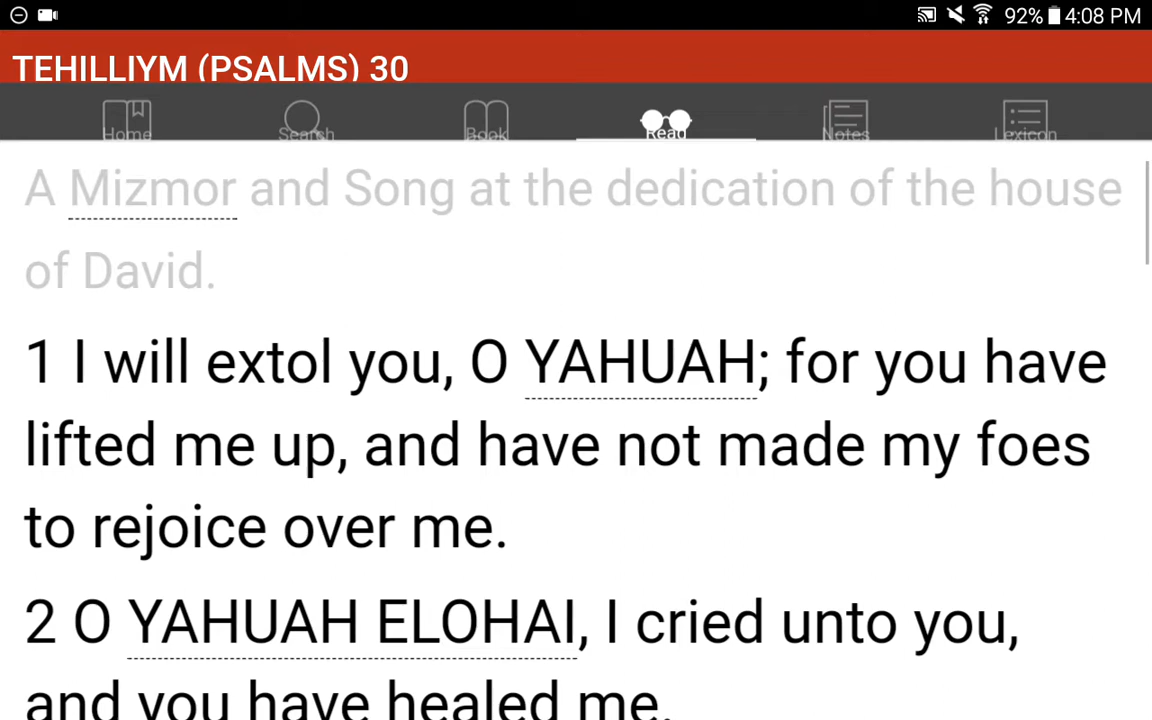 92% 4:08 PM
TEHILLIYM (PSALMS) 30
Home Search Book Read Notes Lexicon
A Mizmor and Song at the dedication of the house
of David.
1 I will extol you, O YAHUAH; for you have
lifted me up, and have not made my foes
to rejoice over me.
2 O YAHUAH ELOHAI, I cried unto you,
and you have healed me.